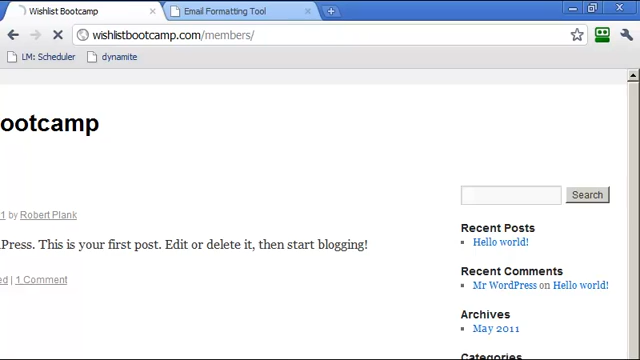 Wishlist Bootcamp
Email Formatting Tool
wishlistbootcamp.com/members/
LM: Scheduler
dynamite
ootcamp
Search
1 by Robert Plank
Press. This is your first post. Edit or delete it, then start blogging!
ed | 1 Comment
Recent Posts
Hello world!
Recent Comments
Mr WordPress on Hello world!
Archives
May 2011
Categories